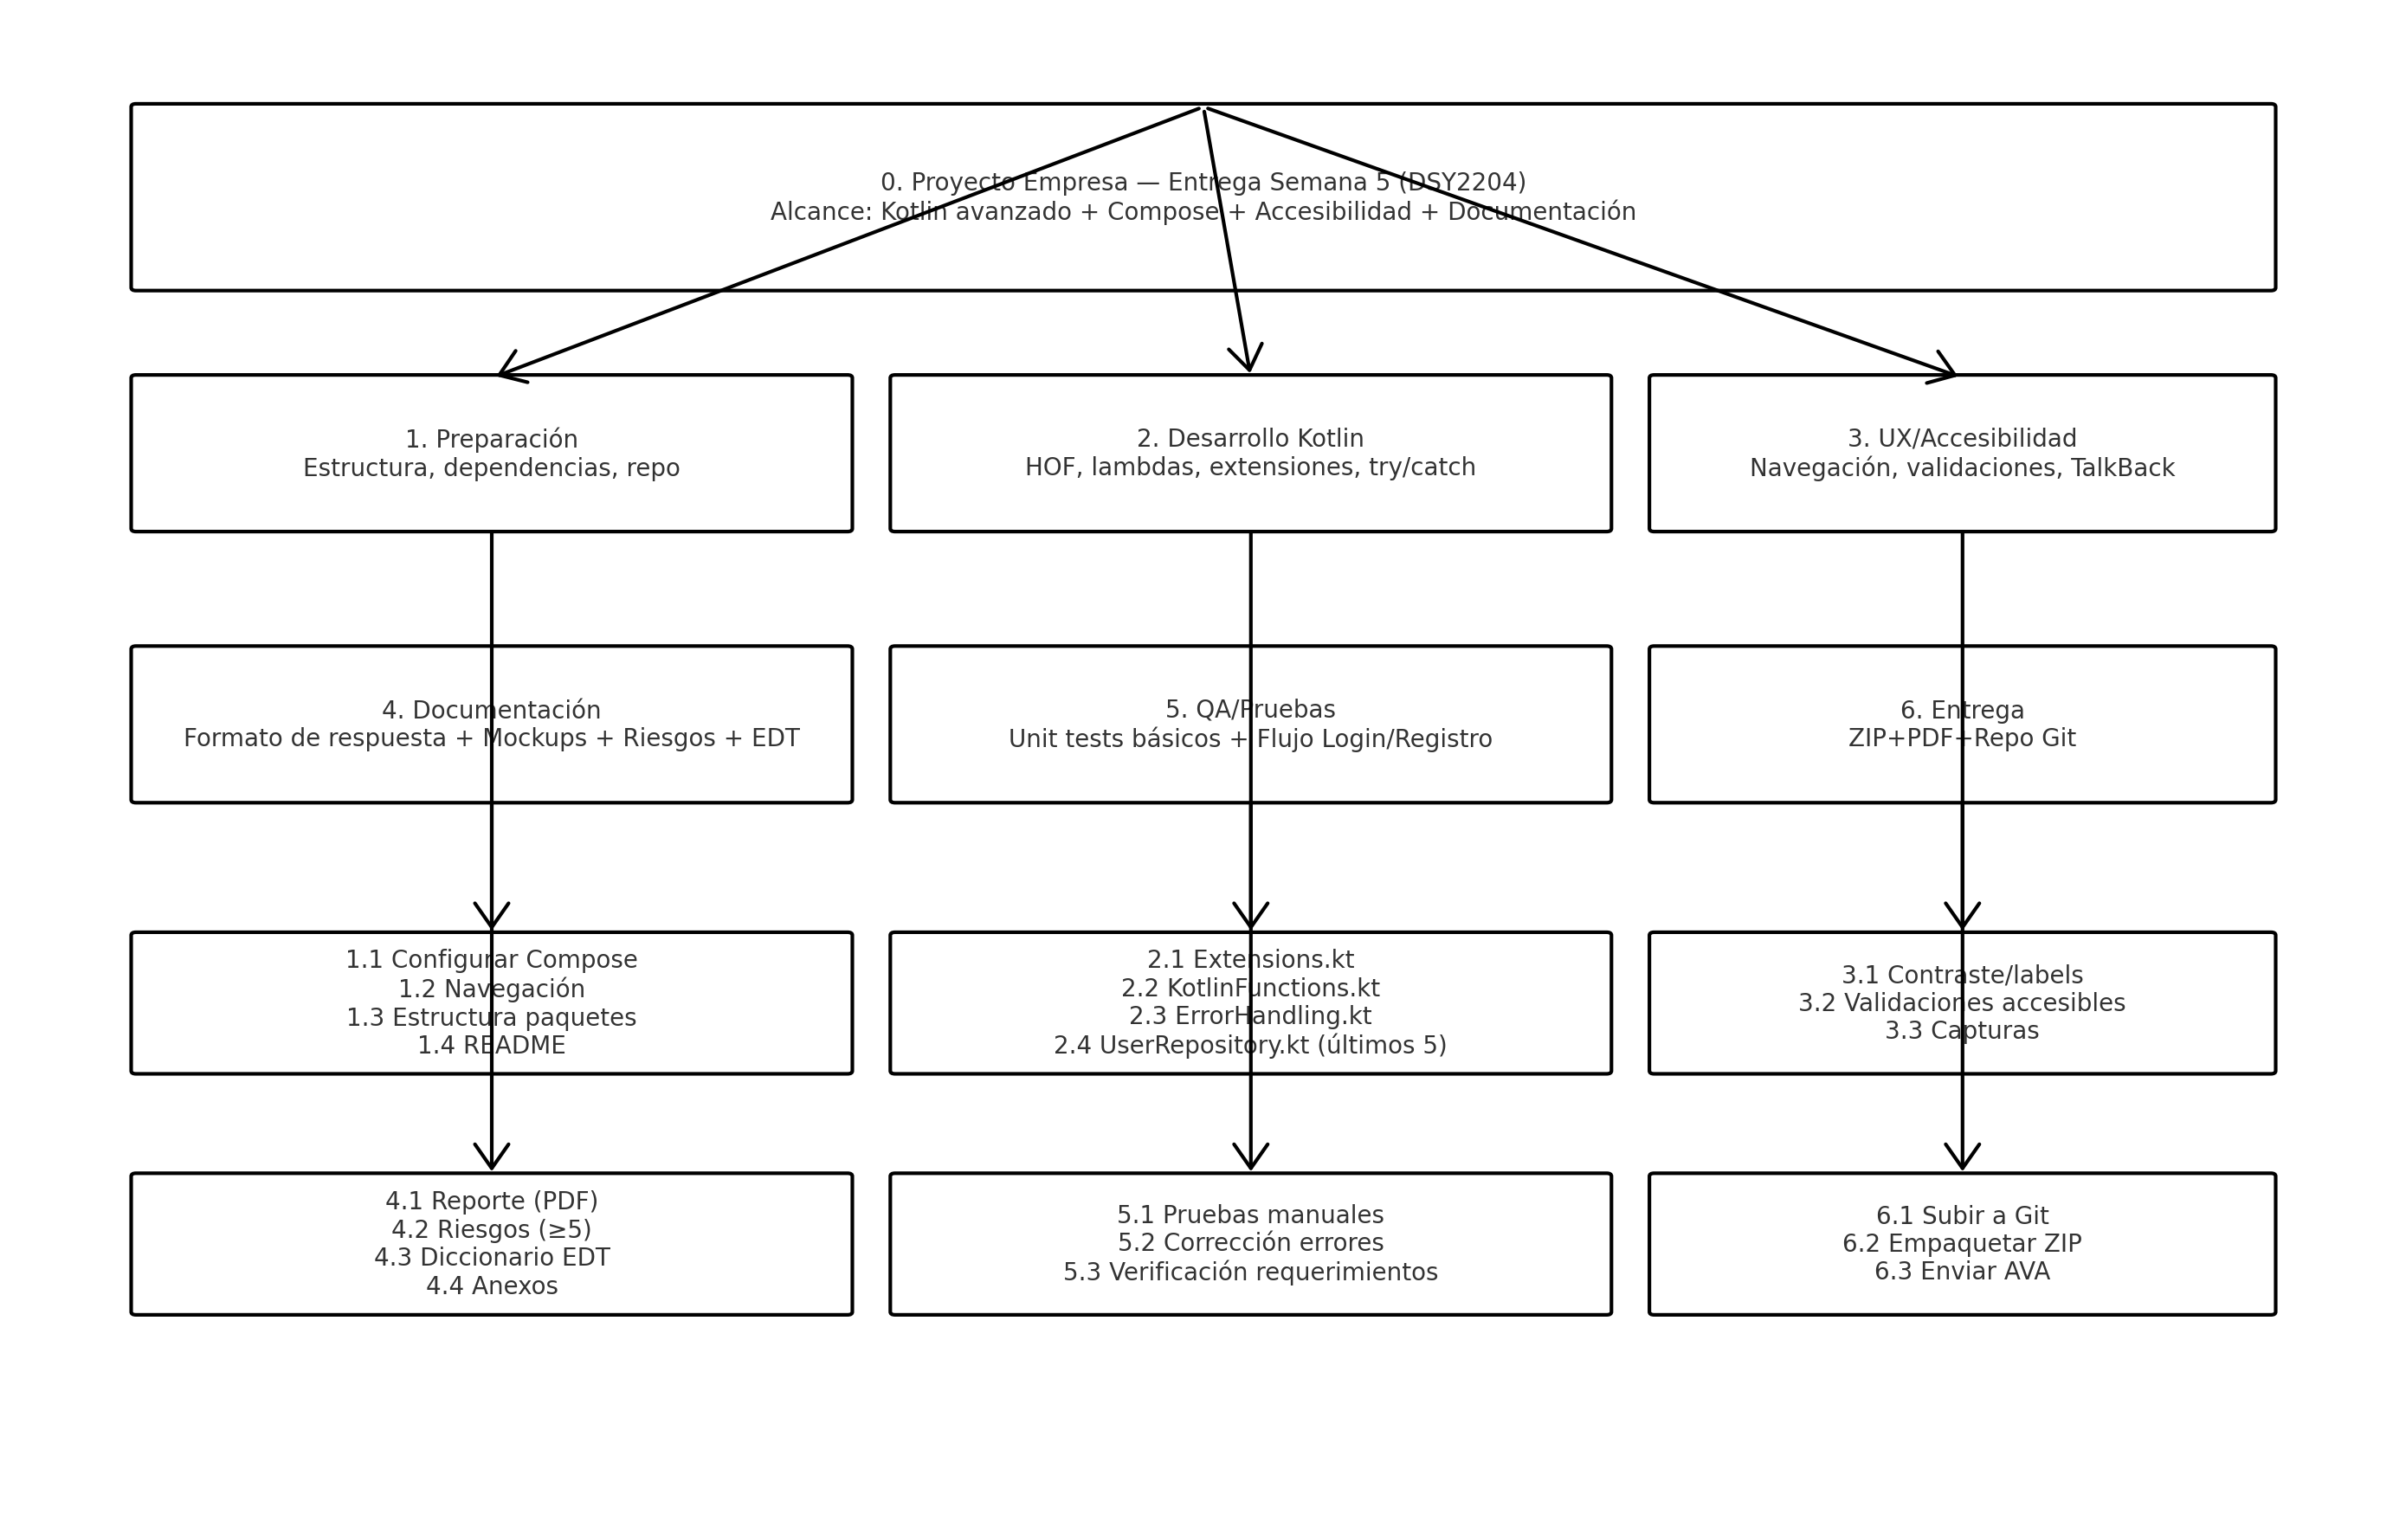 0. Proyecto Empresa — Entrega Semana 5 (DSY2204)
Alcance: Kotlin avanzado + Compose + Accesibilidad + Documentación
1. Preparación
Estructura, dependencias, repo
2. Desarrollo Kotlin
HOF, lambdas, extensiones, try/catch
3. UX/Accesibilidad
Navegación, validaciones, TalkBack
4. Documentación
Formato de respuesta + Mockups + Riesgos + EDT
5. QA/Pruebas
Unit tests básicos + Flujo Login/Registro
6. Entrega
ZIP+PDF+Repo Git
1.1 Configurar Compose
1.2 Navegación
1.3 Estructura paquetes
1.4 README
2.1 Extensions.kt
2.2 KotlinFunctions.kt
2.3 ErrorHandling.kt
2.4 UserRepository.kt (últimos 5)
3.1 Contraste/labels
3.2 Validaciones accesibles
3.3 Capturas
4.1 Reporte (PDF)
4.2 Riesgos (≥5)
4.3 Diccionario EDT
4.4 Anexos
5.1 Pruebas manuales
5.2 Corrección errores
5.3 Verificación requerimientos
6.1 Subir a Git
6.2 Empaquetar ZIP
6.3 Enviar AVA